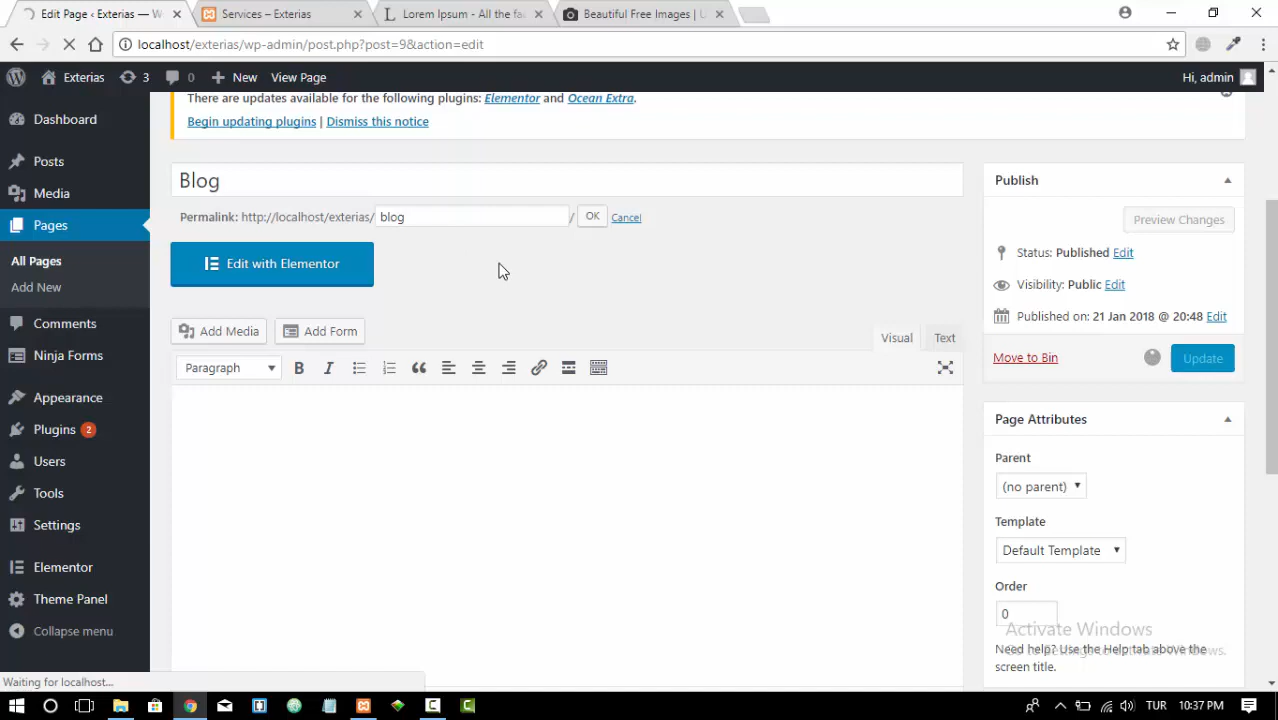 Edit Page ‹ Exterias — W
Services – Exterias
Lorem Ipsum - All the fa
Beautiful Free Images | U
localhost/exterias/wp-admin/post.php?post=9&action=edit
Exterias
3
0
New
View Page
Hi, admin
There are updates available for the following plugins: Elementor and Ocean Extra.
Begin updating plugins | Dismiss this notice
Dashboard
Posts
Media
Pages
All Pages
Add New
Comments
Ninja Forms
Appearance
Plugins 2
Users
Tools
Settings
Elementor
Theme Panel
Collapse menu
Blog
Permalink: http://localhost/exterias/ blog / OK Cancel
Edit with Elementor
Add Media
Add Form
Visual
Text
Paragraph
Publish
Preview Changes
Status: Published Edit
Visibility: Public Edit
Published on: 21 Jan 2018 @ 20:48 Edit
Move to Bin
Update
Page Attributes
Parent
(no parent)
Template
Default Template
Order
0
Activate Windows
Need help? Use the Help tab above the
screen title.
Waiting for localhost...
TUR
10:37 PM